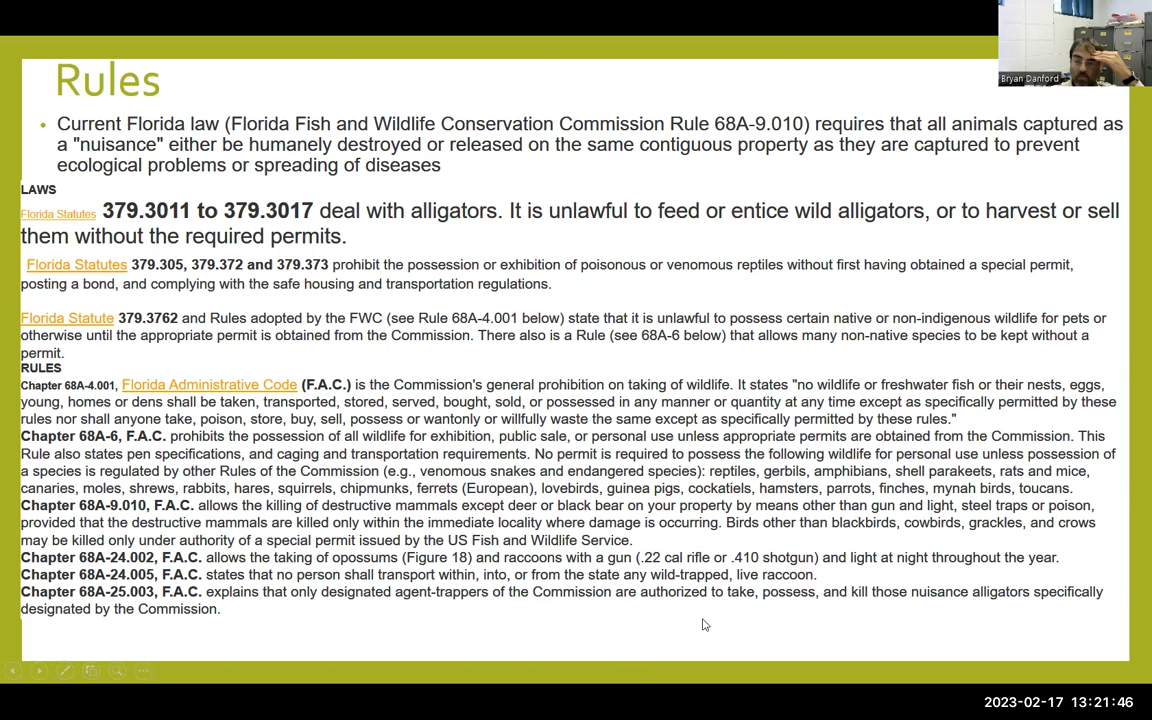 Bryan Danford
Rules
• Current Florida law (Florida Fish and Wildlife Conservation Commission Rule 68A-9.010) requires that all animals captured as
a "nuisance" either be humanely destroyed or released on the same contiguous property as they are captured to prevent
ecological problems or spreading of diseases
LAWS
Florida Statutes 379.3011 to 379.3017 deal with alligators. It is unlawful to feed or entice wild alligators, or to harvest or sell
them without the required permits.
Florida Statutes 379.305, 379.372 and 379.373 prohibit the possession or exhibition of poisonous or venomous reptiles without first having obtained a special permit,
posting a bond, and complying with the safe housing and transportation regulations.
Florida Statute 379.3762 and Rules adopted by the FWC (see Rule 68A-4.001 below) state that it is unlawful to possess certain native or non-indigenous wildlife for pets or
otherwise until the appropriate permit is obtained from the Commission. There also is a Rule (see 68A-6 below) that allows many non-native species to be kept without a
permit.
RULES
Chapter 68A-4.001, Florida Administrative Code (F.A.C.) is the Commission's general prohibition on taking of wildlife. It states "no wildlife or freshwater fish or their nests, eggs,
young, homes or dens shall be taken, transported, stored, served, bought, sold, or possessed in any manner or quantity at any time except as specifically permitted by these
rules nor shall anyone take, poison, store, buy, sell, possess or wantonly or willfully waste the same except as specifically permitted by these rules."
Chapter 68A-6, F.A.C. prohibits the possession of all wildlife for exhibition, public sale, or personal use unless appropriate permits are obtained from the Commission. This
Rule also states pen specifications, and caging and transportation requirements. No permit is required to possess the following wildlife for personal use unless possession of
a species is regulated by other Rules of the Commission (e.g., venomous snakes and endangered species): reptiles, gerbils, amphibians, shell parakeets, rats and mice,
canaries, moles, shrews, rabbits, hares, squirrels, chipmunks, ferrets (European), lovebirds, guinea pigs, cockatiels, hamsters, parrots, finches, mynah birds, toucans.
Chapter 68A-9.010, F.A.C. allows the killing of destructive mammals except deer or black bear on your property by means other than gun and light, steel traps or poison,
provided that the destructive mammals are killed only within the immediate locality where damage is occurring. Birds other than blackbirds, cowbirds, grackles, and crows
may be killed only under authority of a special permit issued by the US Fish and Wildlife Service.
Chapter 68A-24.002, F.A.C. allows the taking of opossums (Figure 18) and raccoons with a gun (.22 cal rifle or .410 shotgun) and light at night throughout the year.
Chapter 68A-24.005, F.A.C. states that no person shall transport within, into, or from the state any wild-trapped, live raccoon.
Chapter 68A-25.003, F.A.C. explains that only designated agent-trappers of the Commission are authorized to take, possess, and kill those nuisance alligators specifically
designated by the Commission.
2023-02-17 13:21:46